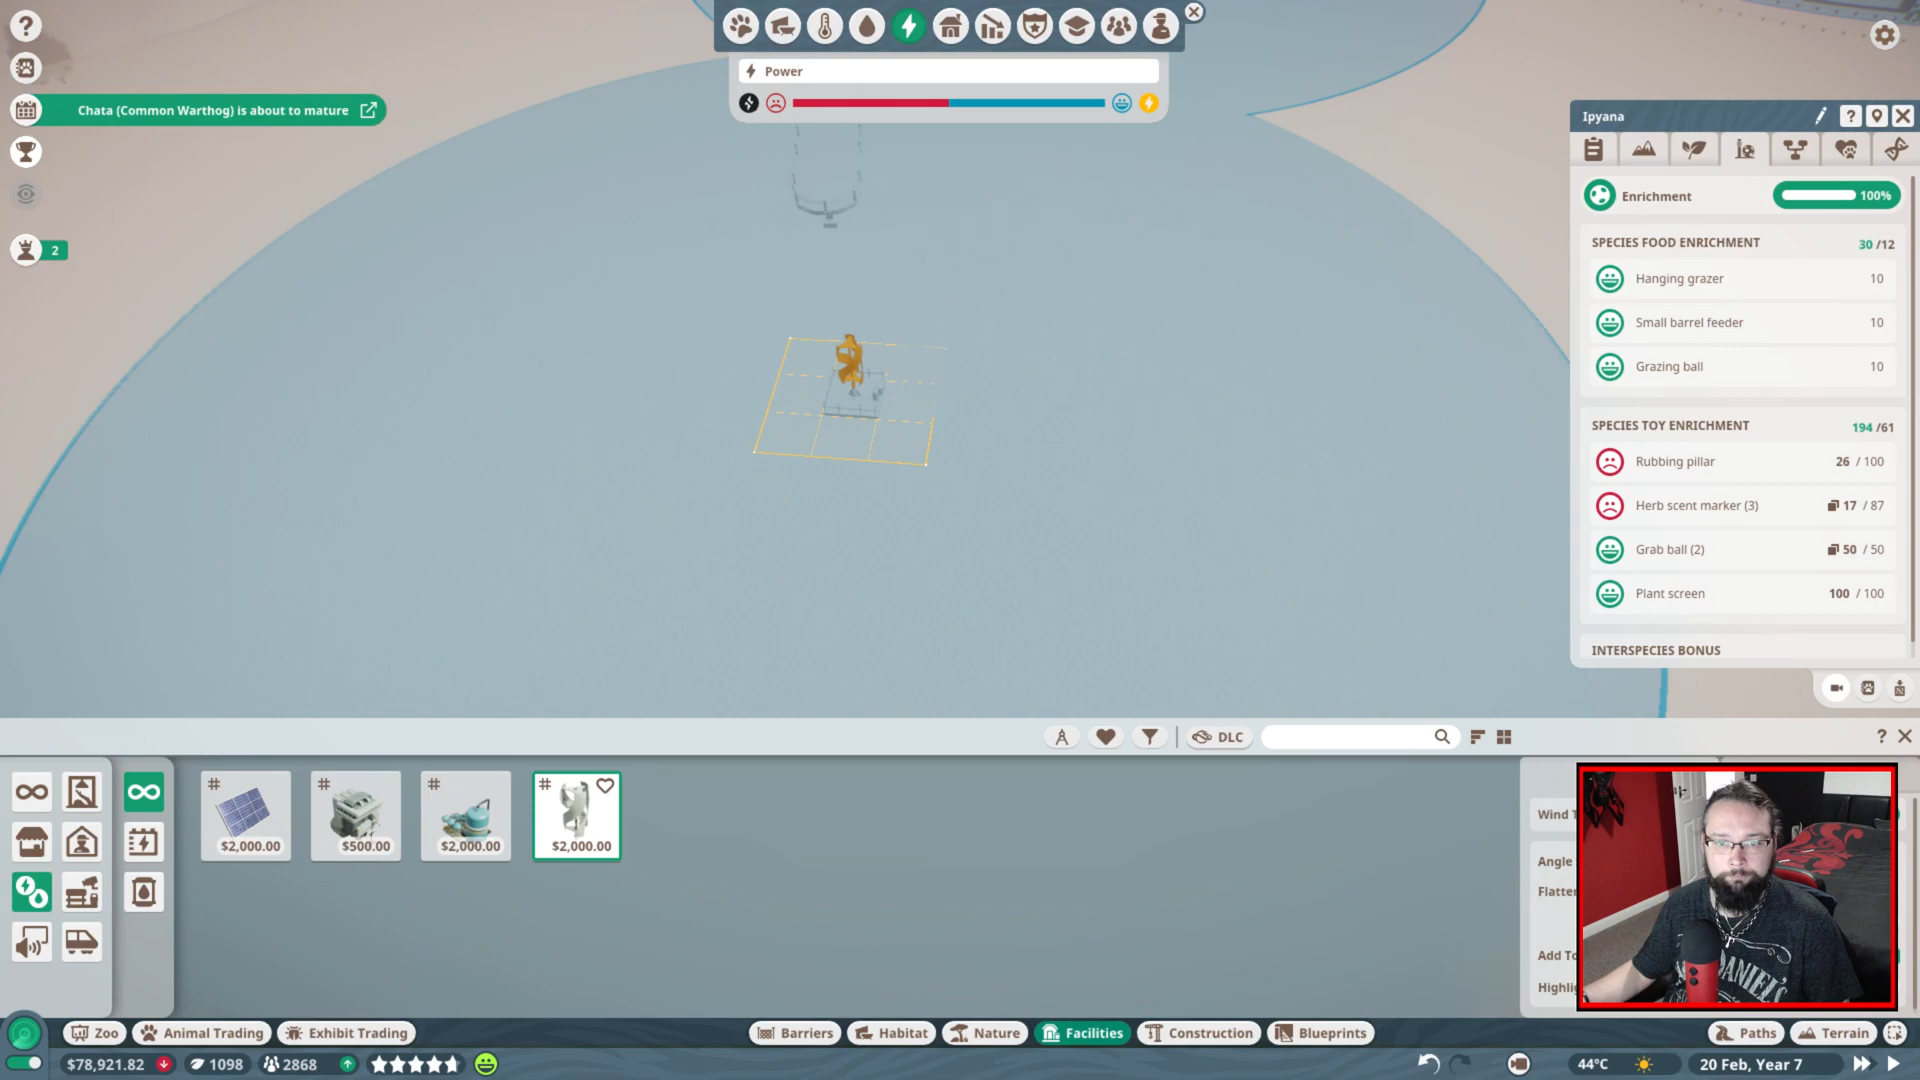 Power
Chata (Common Warthog) is about to mature
2
Ipyana
Enrichment 100%
SPECIES FOOD ENRICHMENT 30 /12
Hanging grazer 10
Small barrel feeder 10
Grazing ball 10
SPECIES TOY ENRICHMENT 194 /61
Rubbing pillar 26 / 100
Herb scent marker (3) 17 / 87
Grab ball (2) 50 / 50
Plant screen 100 / 100
INTERSPECIES BONUS
DLC
$2,000.00 $500.00 $2,000.00 $2,000.00
Wind T
Angle
Flatten
Add To
Highlig
DANIEL'S
Zoo Animal Trading Exhibit Trading Barriers Habitat Nature Facilities Construction Blueprints Paths Terrain
$78,921.82 1098 2868 44°C 20 Feb, Year 7